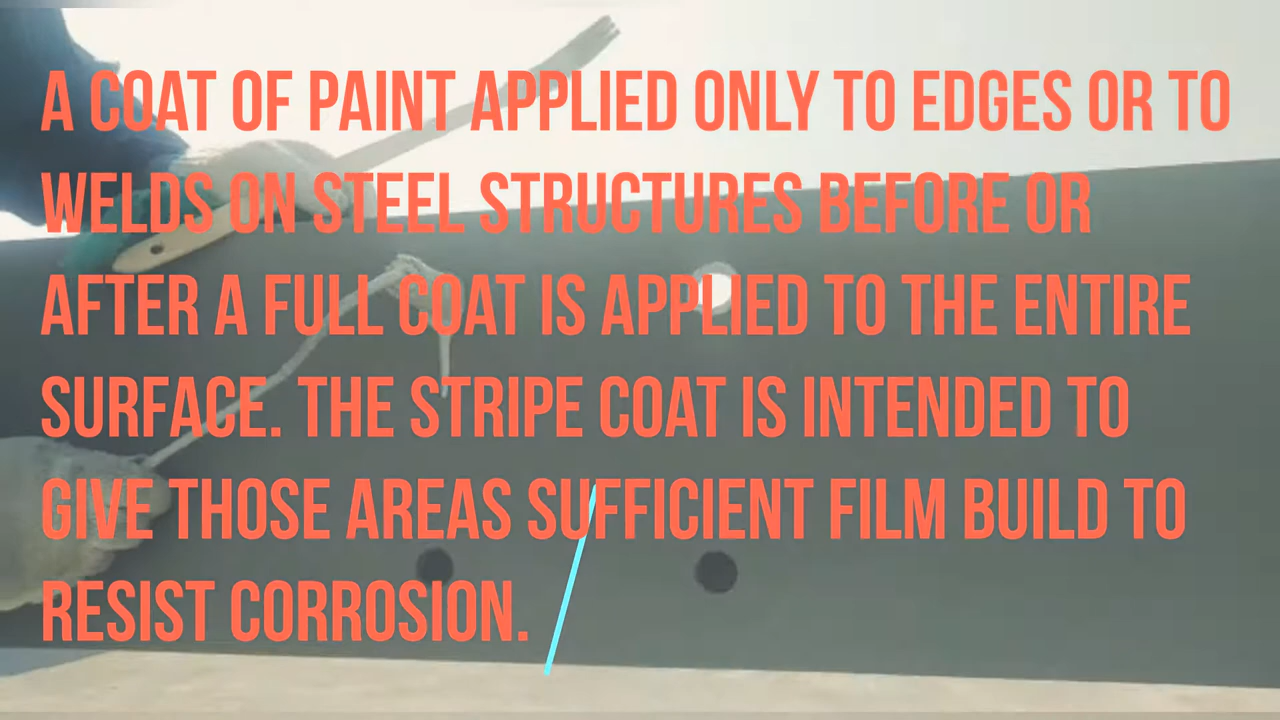 A COAT OF PAINT APPLIED ONLY TO EDGES OR TO
WELDS ON STEEL STRUCTURES BEFORE OR
AFTER A FULL COAT IS APPLIED TO THE ENTIRE
SURFACE. THE STRIPE COAT IS INTENDED TO
GIVE THOSE AREAS SUFFICIENT FILM BUILD TO
RESIST CORROSION.